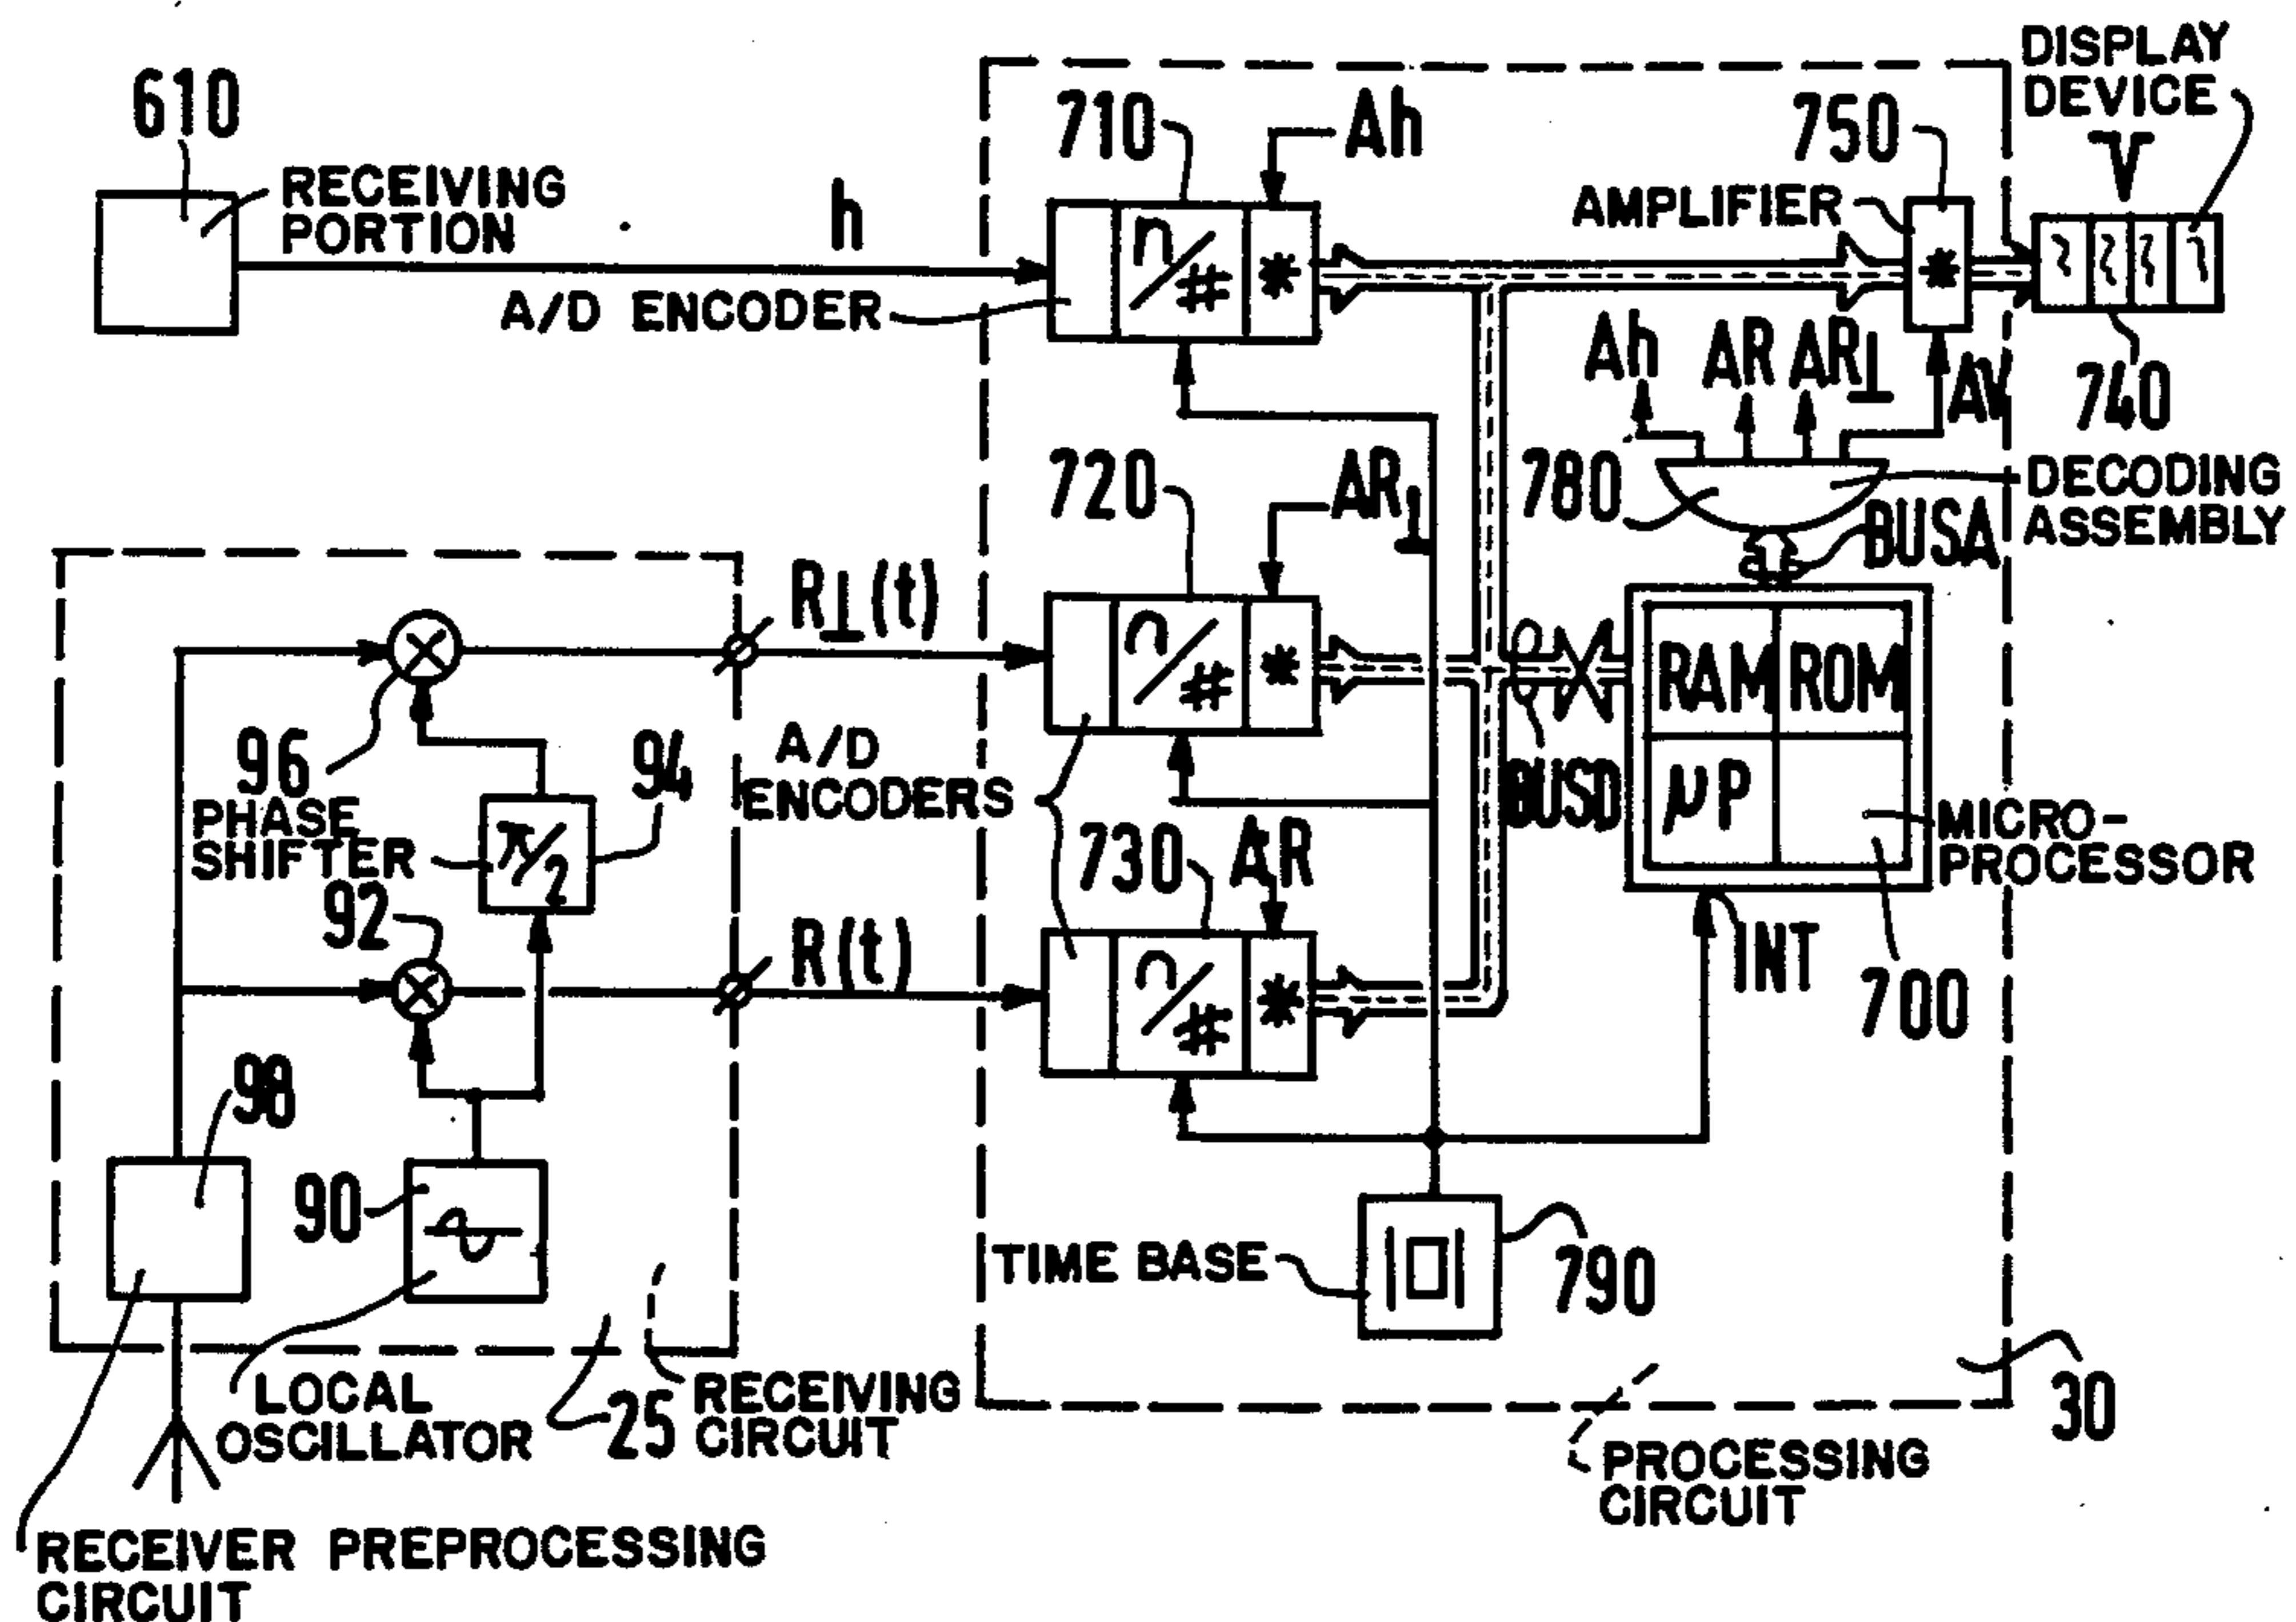 DISPLAY
DEVICE
V
610
RECEIVING
PORTION
h
710
Ah
750
AMPLIFIER
n/#
*
*
A/D ENCODER
Ah
AR
AR⊥
AV
740
720
AR⊥
780
DECODING
ASSEMBLY
BUSA
R⊥(t)
n/#
*
RAM
ROM
96
94
A/D
ENCODERS
BUSD
μP
PHASE
SHIFTER
π/2
730
AR
MICRO-
PROCESSOR
92
R(t)
n/#
*
INT
700
98
90
TIME BASE
790
LOCAL
OSCILLATOR
25
RECEIVING
CIRCUIT
30
PROCESSING
CIRCUIT
RECEIVER PREPROCESSING
CIRCUIT